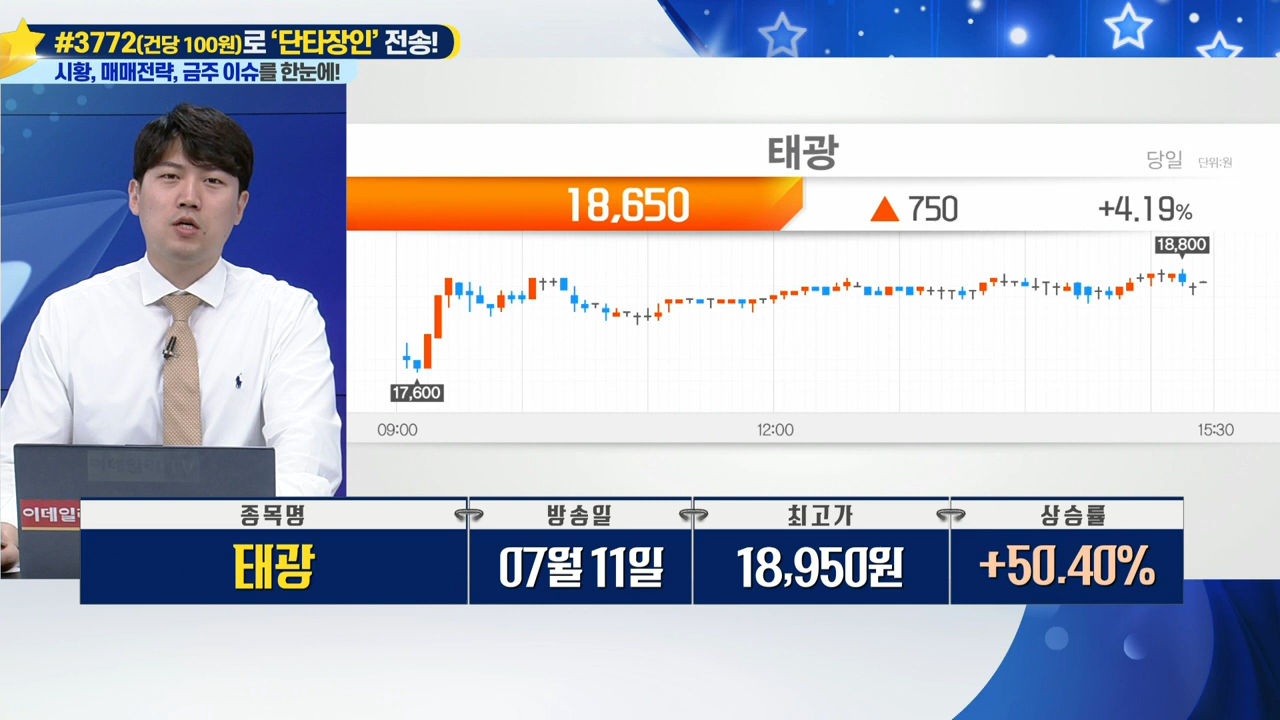 #3772(건당 100원)로 '단타장인' 전송!
시황, 매매전략, 금주 이슈를 한눈에!
태광
당일 단위:원
18,650 ▲ 750 +4.19%
18,800
17,600
09:00 12:00 15:30
이데일리
종목명 방송일 최고가 상승률
태광 07월 11일 18,950원 +50.40%